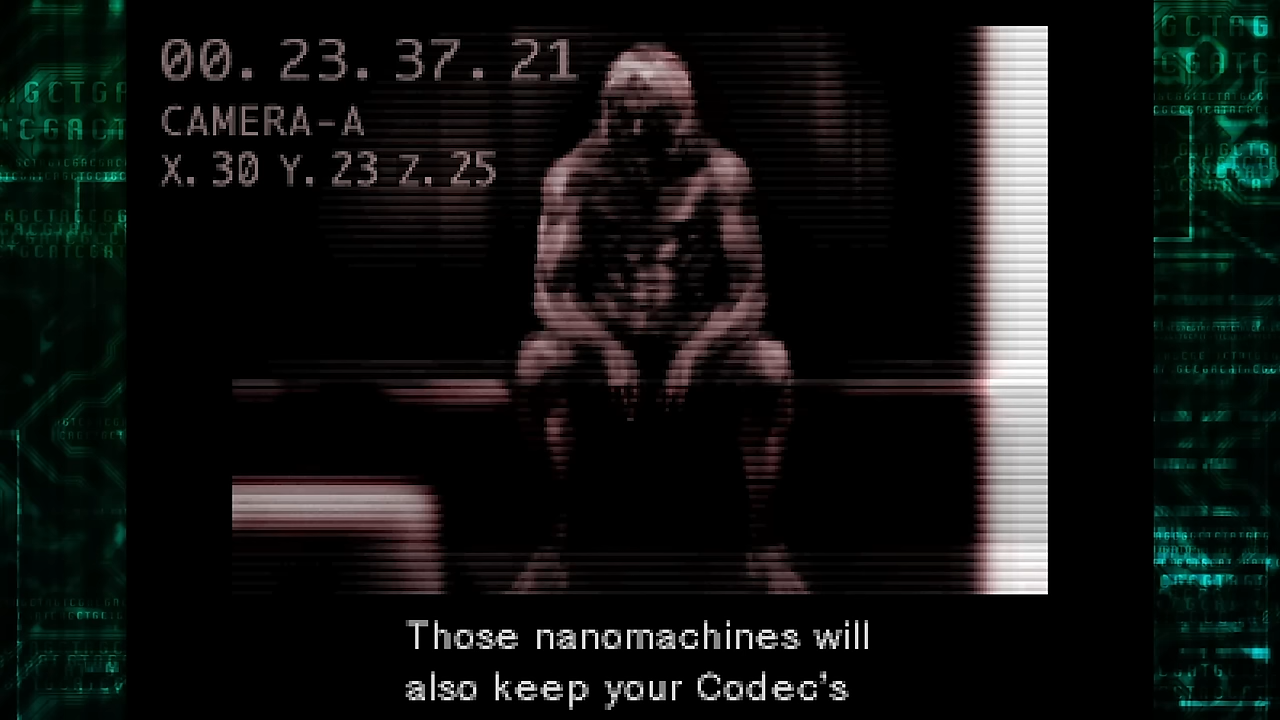 00.23.37.21
CAMERA-A
X.30 Y.23 Z.25
Those nanomachines will
also keep your Codec's